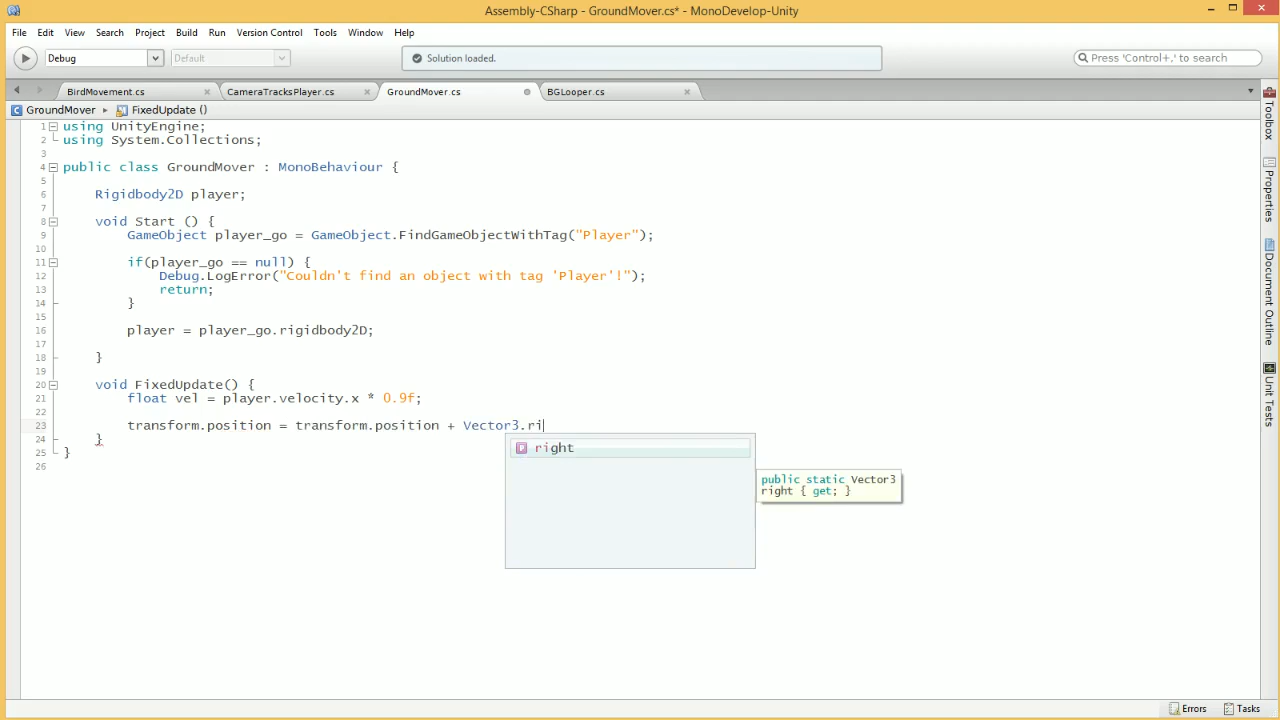 Assembly-CSharp - GroundMover.cs* - MonoDevelop-Unity
File Edit View Search Project Build Run Version Control Tools Window Help
Debug Default Solution loaded. Press 'Control+,' to search
BirdMovement.cs CameraTracksPlayer.cs GroundMover.cs BGLooper.cs
GroundMover FixedUpdate ()
1 using UnityEngine;
2 using System.Collections;
3
4 public class GroundMover : MonoBehaviour {
5
6 Rigidbody2D player;
7
8 void Start () {
9 GameObject player_go = GameObject.FindGameObjectWithTag("Player");
10
11 if(player_go == null) {
12 Debug.LogError("Couldn't find an object with tag 'Player'!");
13 return;
14 }
15
16 player = player_go.rigidbody2D;
17
18 }
19
20 void FixedUpdate() {
21 float vel = player.velocity.x * 0.9f;
22
23 transform.position = transform.position + Vector3.ri
24 }
25 }
26
right
public static Vector3
right { get; }
Toolbox
Properties
Document Outline
Unit Tests
Errors Tasks